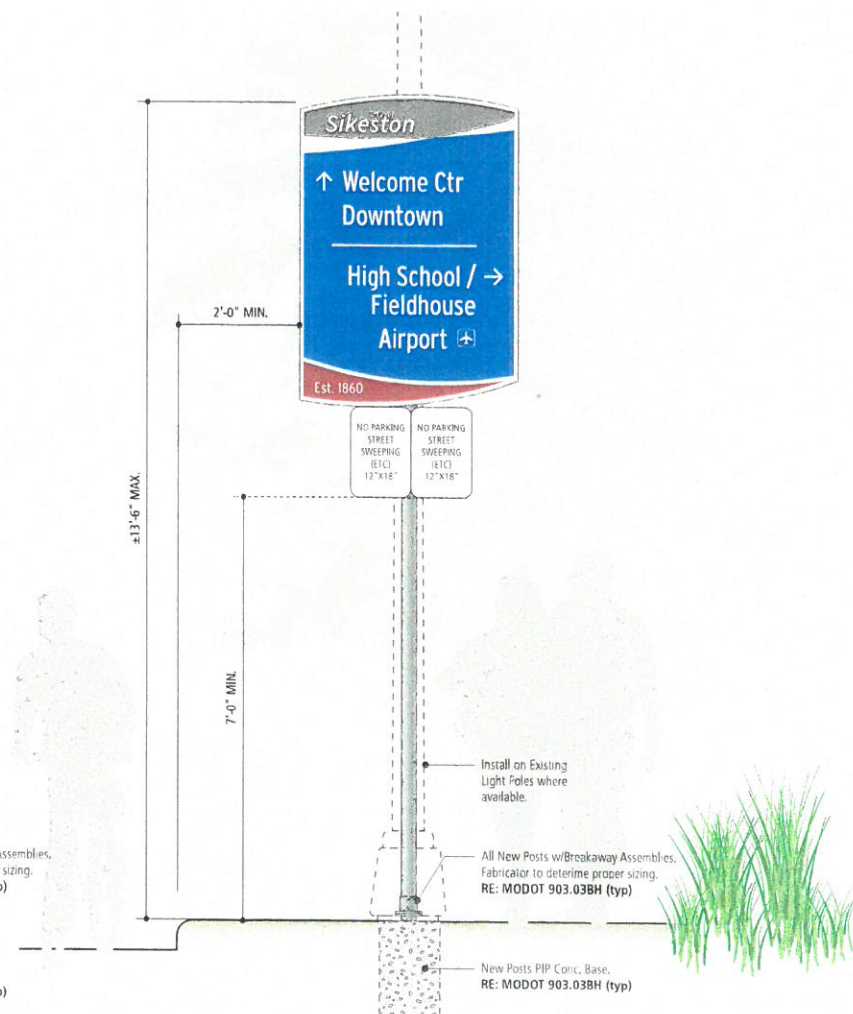 Sikeston
↑ Welcome Ctr
Downtown
High School / →
Fieldhouse
Airport
Est. 1860
NO PARKING
STREET
SWEEPING
(ETC)
12"X18"
NO PARKING
STREET
SWEEPING
(ETC)
12"X18"
2'-0" MIN.
±13'-6" MAX.
7'-0" MIN.
Install on Existing
Light Poles where
available.
Assemblies,
sizing.
All New Posts w/Breakaway Assemblies.
Fabricator to deterime proper sizing.
RE: MODOT 903.03BH (typ)
New Posts PIP Conc. Base.
RE: MODOT 903.03BH (typ)